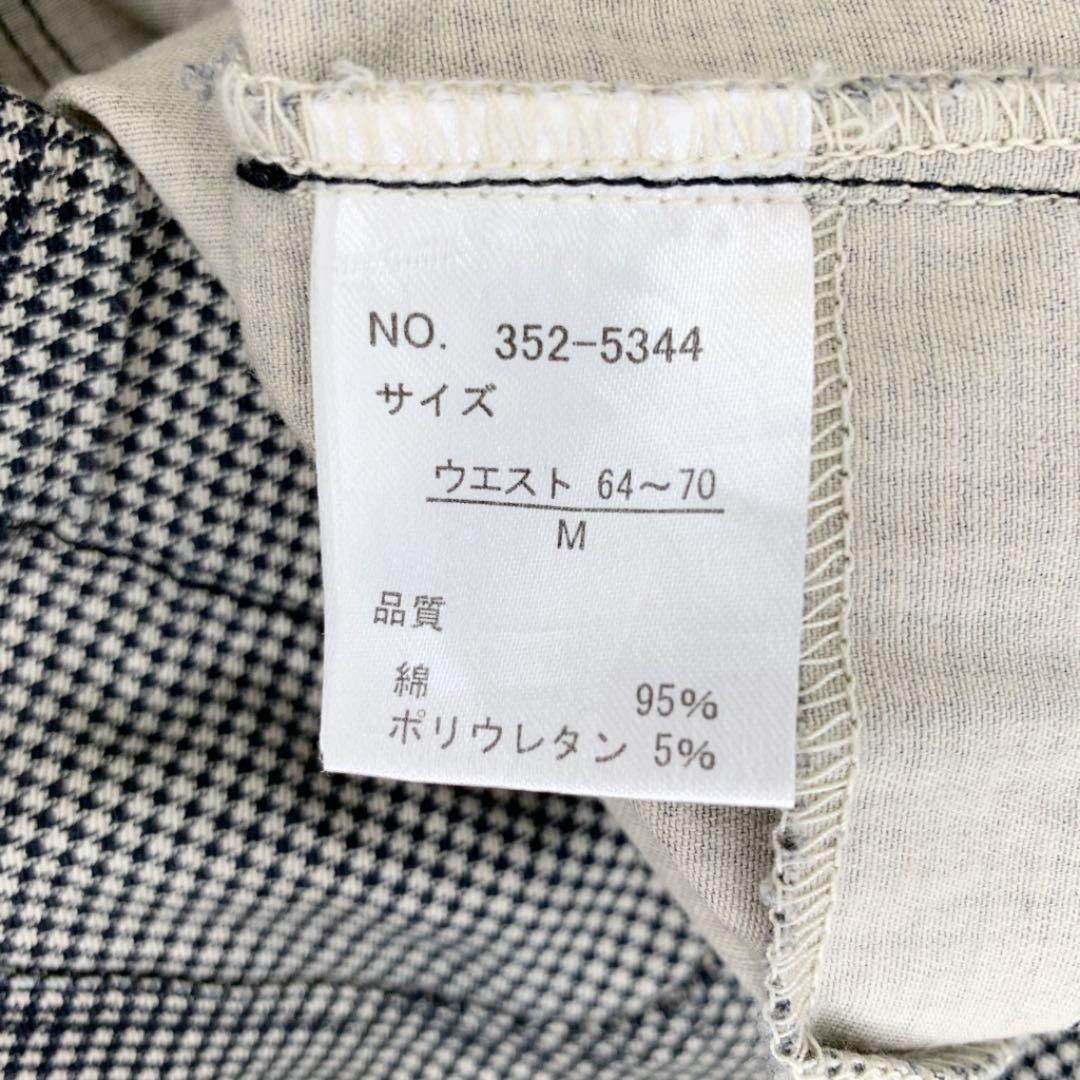 NO. 352-5344
サイズ
ウエスト 64〜70
M
品質
綿 95%
ポリウレタン 5%